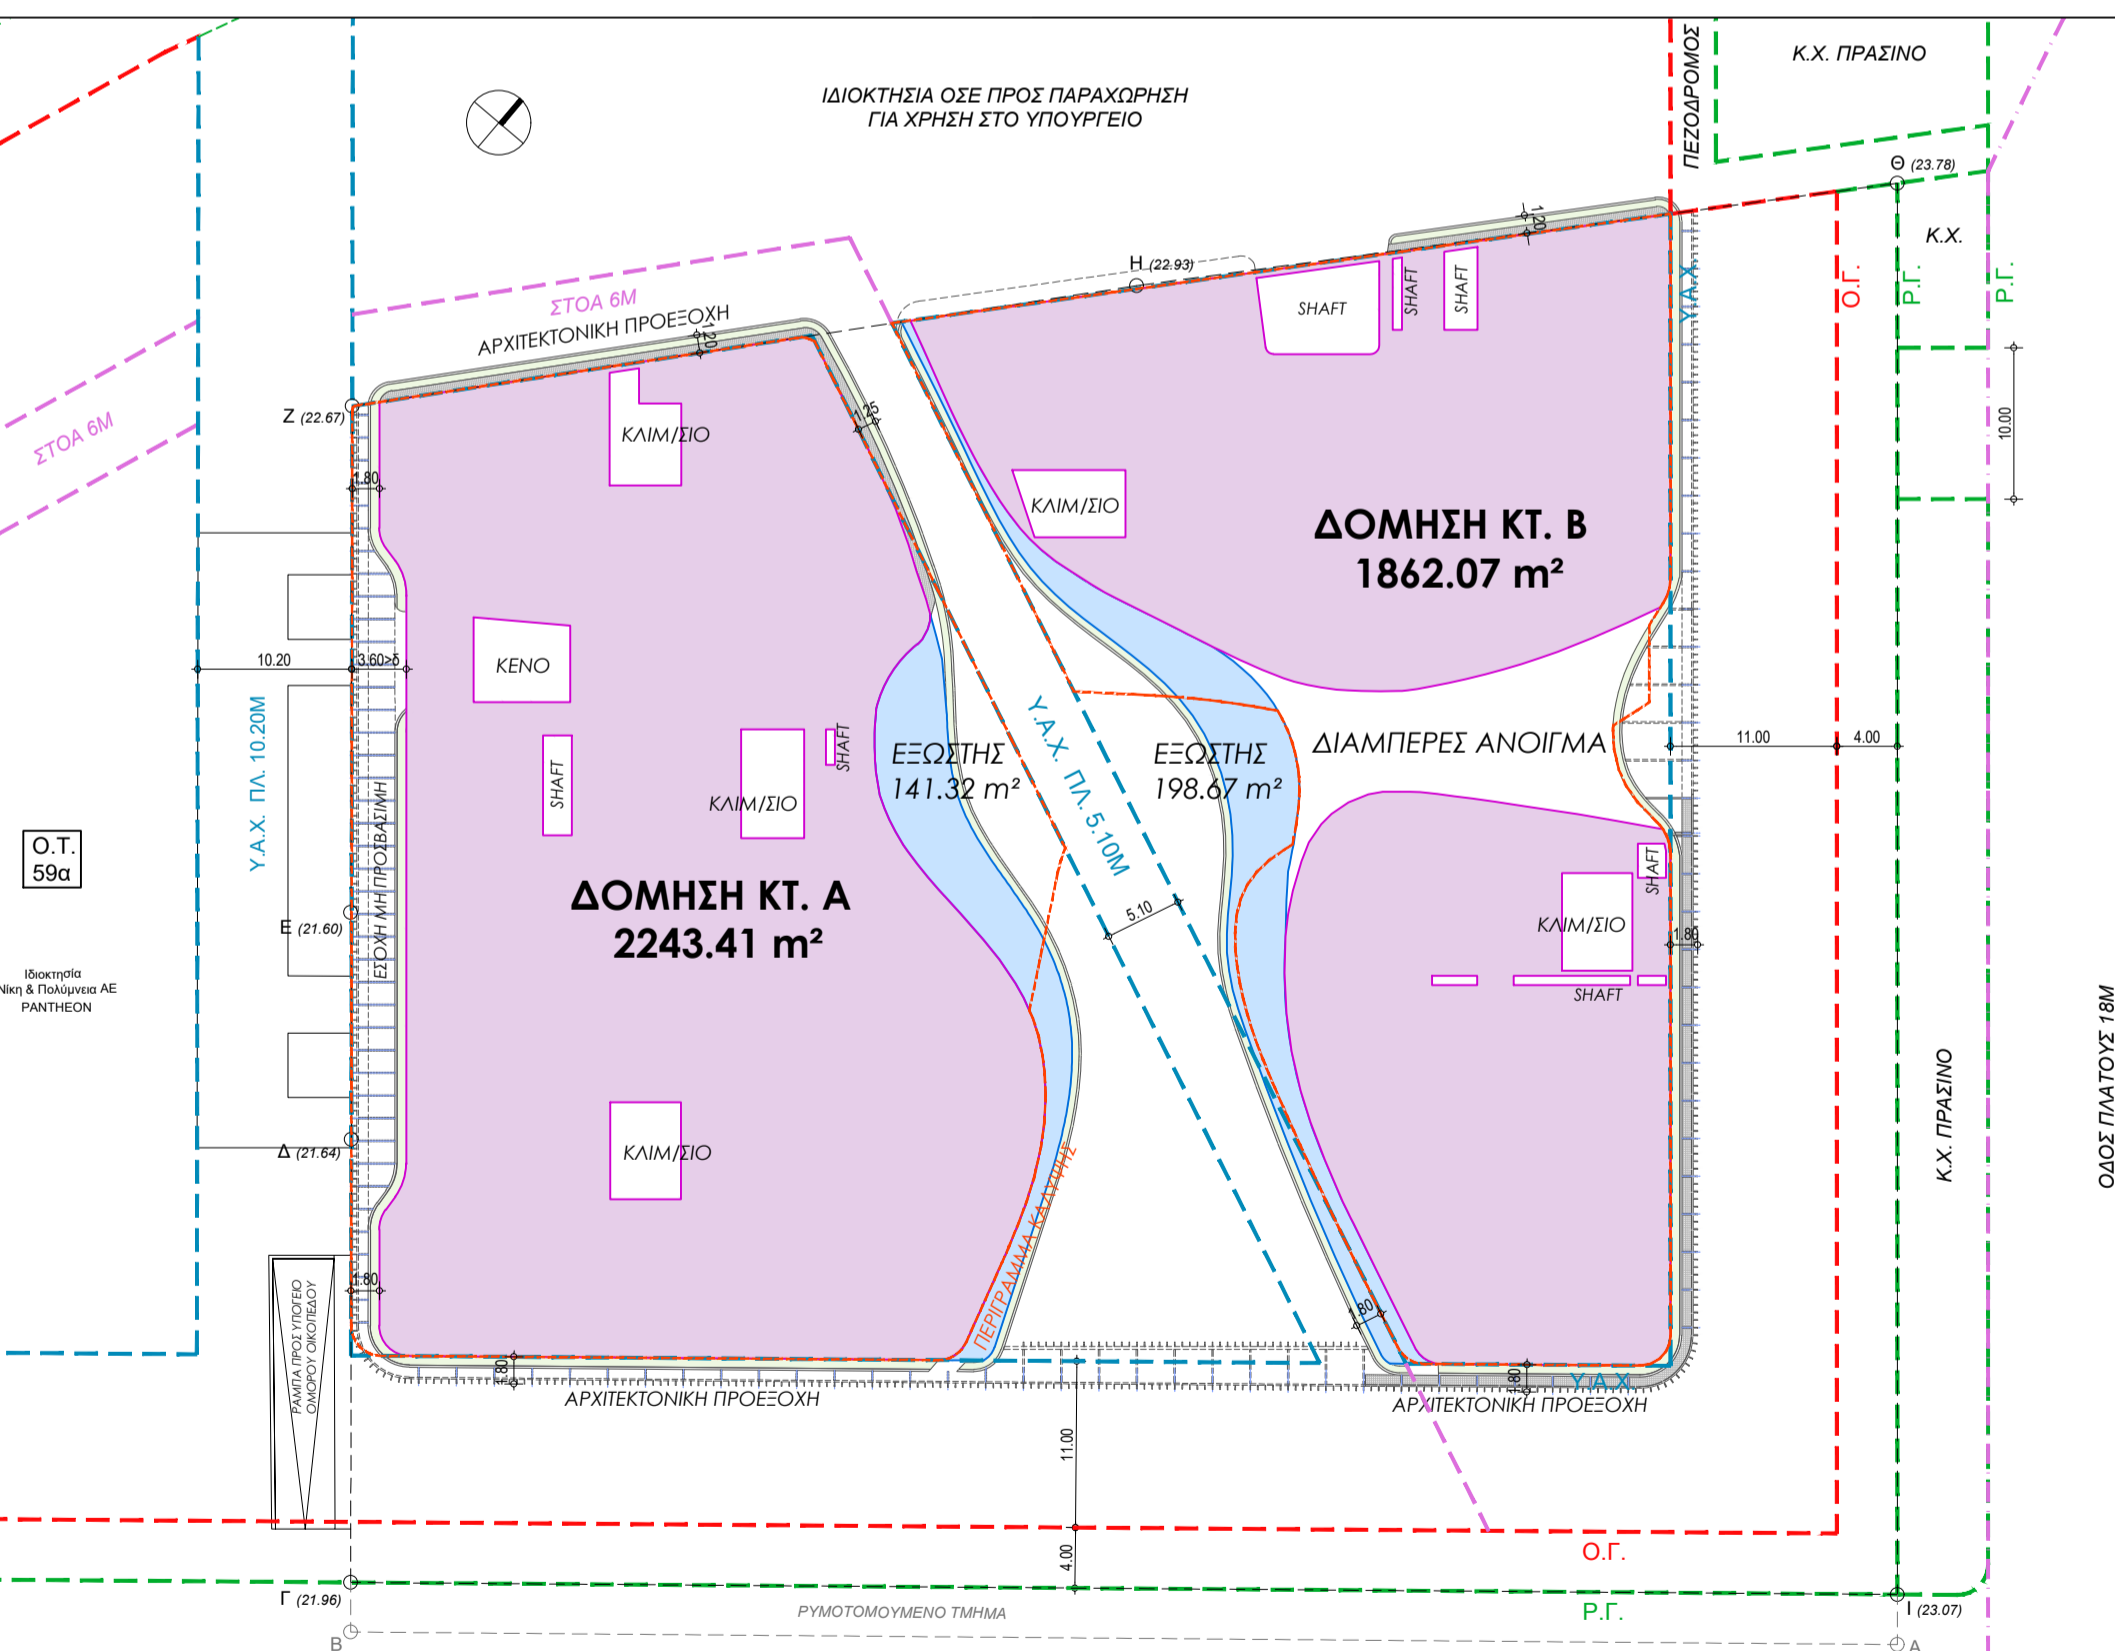 Κ.Χ. ΠΡΑΣΙΝΟ
ΠΕΖΟΔΡΟΜΟΣ
ΙΔΙΟΚΤΗΣΙΑ ΟΣΕ ΠΡΟΣ ΠΑΡΑΧΩΡΗΣΗ
ΓΙΑ ΧΡΗΣΗ ΣΤΟ ΥΠΟΥΡΓΕΙΟ
Θ (23.78)
1.20
Κ.Χ.
Η (22.93)
Υ.Α.Χ.
Ο.Γ.
Ρ.Γ.
Ρ.Γ.
ΣΤΟΑ 6Μ
ΑΡΧΙΤΕΚΤΟΝΙΚΗ ΠΡΟΕΞΟΧΗ
1.20
SHAFT
SHAFT
SHAFT
Ζ (22.67)
1.25
10.00
ΣΤΟΑ 6Μ
ΚΛΙΜ/ΣΙΟ
1.80
ΚΛΙΜ/ΣΙΟ
ΔΟΜΗΣΗ ΚΤ. Β
1862.07 m²
ΚΕΝΟ
10.20
3.60>δ
Υ.Α.Χ. ΠΛ. 10.20Μ
SHAFT
SHAFT
ΚΛΙΜ/ΣΙΟ
ΕΞΩΣΤΗΣ
141.32 m²
Υ.Α.Χ. ΠΛ. 5.10Μ
ΕΞΩΣΤΗΣ
198.67 m²
ΔΙΑΜΠΕΡΕΣ ΑΝΟΙΓΜΑ
11.00
4.00
Ο.Τ.
59α
ΕΣΟΧΗ ΜΗ ΠΡΟΣΒΑΣΙΜΗ
ΔΟΜΗΣΗ ΚΤ. Α
2243.41 m²
5.10
SHAFT
ΚΛΙΜ/ΣΙΟ
1.80
Ε (21.60)
SHAFT
Ιδιοκτησία
Νίκη & Πολύμνεια ΑΕ
PANTHEON
ΟΔΟΣ ΠΛΑΤΟΥΣ 18Μ
Κ.Χ. ΠΡΑΣΙΝΟ
Δ (21.64)
ΚΛΙΜ/ΣΙΟ
ΠΕΡΙΓΡΑΜΜΑ ΚΑΛΥΨΗΣ
1.80
1.80
ΡΑΜΠΑ ΠΡΟΣ ΥΠΟΓΕΙΟ
ΟΜΟΡΟΥ ΟΙΚΟΠΕΔΟΥ
1.80
1.80
Υ.Α.Χ
ΑΡΧΙΤΕΚΤΟΝΙΚΗ ΠΡΟΕΞΟΧΗ
ΑΡΧΙΤΕΚΤΟΝΙΚΗ ΠΡΟΕΞΟΧΗ
11.00
4.00
Ο.Γ.
Γ (21.96)
ΡΥΜΟΤΟΜΟΥΜΕΝΟ ΤΜΗΜΑ
Ρ.Γ.
Ι (23.07)
Β
Α